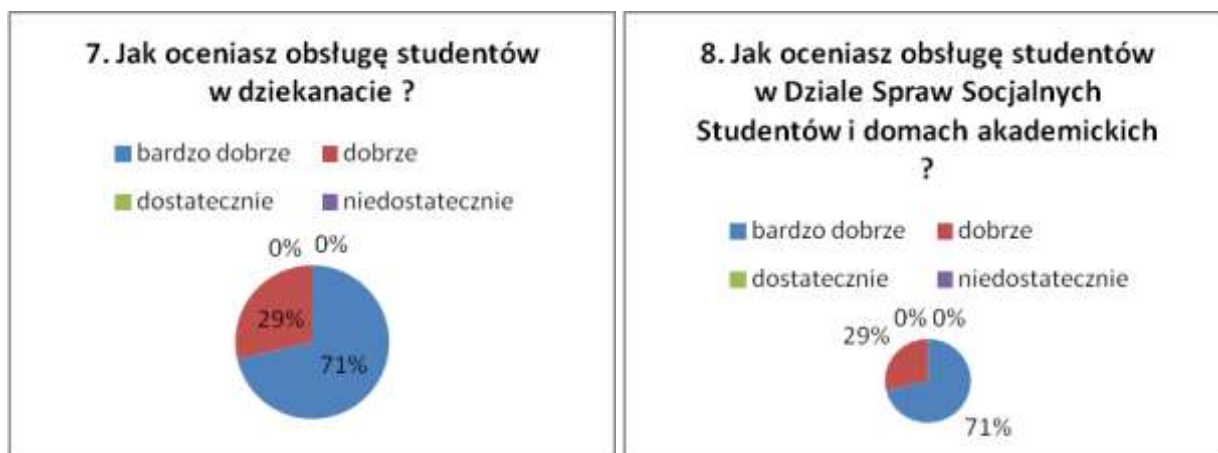 7. Jak oceniasz obsługę studentów
w dziekanacie ?
bardzo dobrze dobrze
dostatecznie niedostatecznie
0% 0%
29%
71%
8. Jak oceniasz obsługę studentów
w Dziale Spraw Socjalnych
Studentów i domach akademickich
?
bardzo dobrze dobrze
dostatecznie niedostatecznie
0% 0%
29%
71%